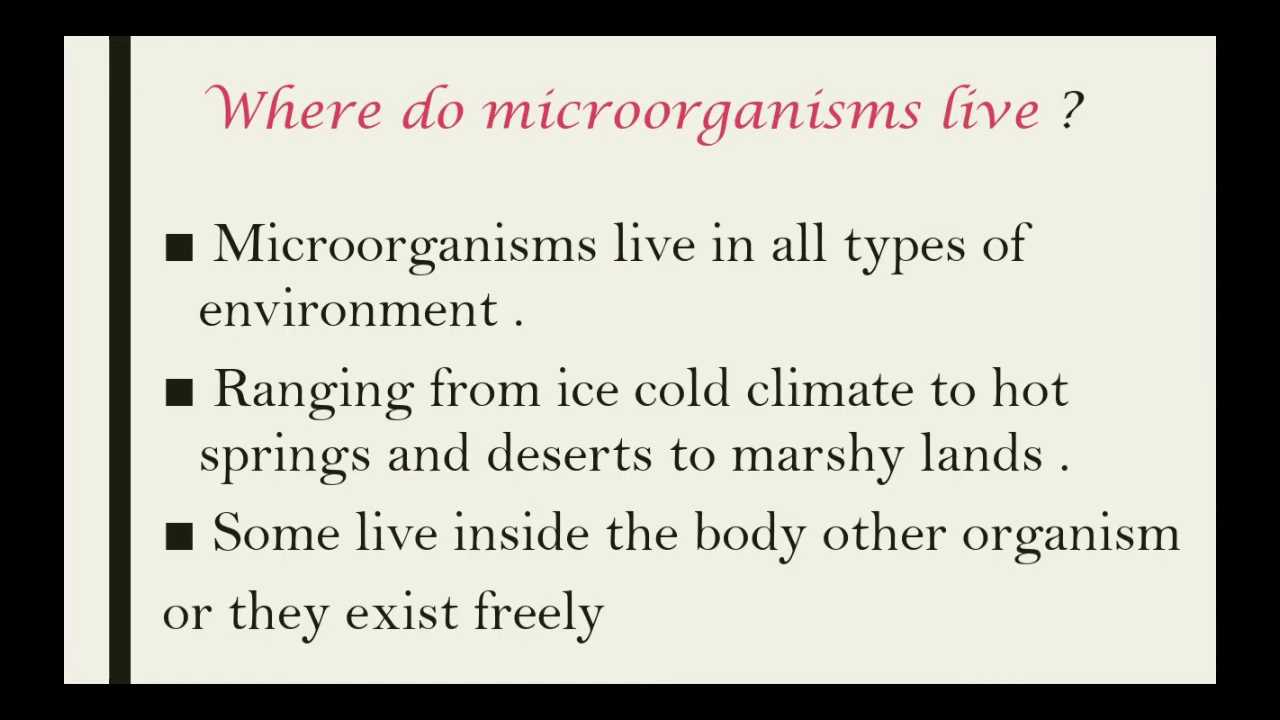 Where do microorganisms live ?
■ Microorganisms live in all types of
environment .
■ Ranging from ice cold climate to hot
springs and deserts to marshy lands .
■ Some live inside the body other organism
or they exist freely